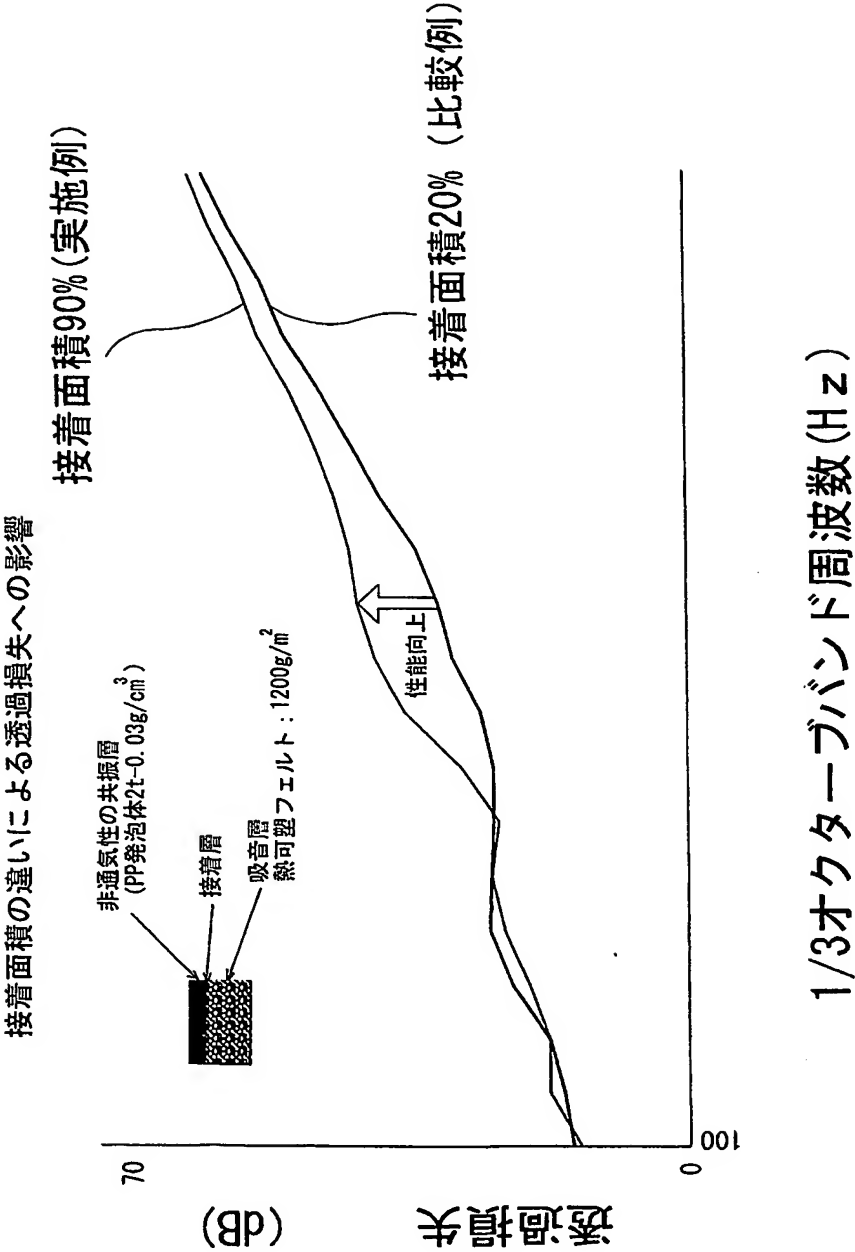 接着面積の違いによる透過損失への影響
接着面積90%(実施例)
接着面積20% (比較例)
非通気性の共振層
(PP発泡体2t-0.03g/cm³)
接着層
吸音層
熱可塑フェルト:1200g/m²
性能向上
70
0
100
透過損失 (dB)
1/3オクターブバンド周波数(Hz)